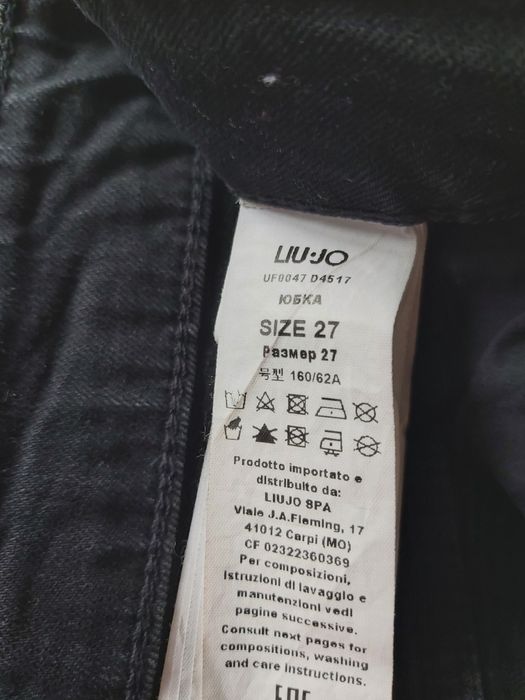 LIU·JO
UF0047 D4517
ЮБКА
SIZE 27
Размер 27
号型 160/62A
Prodotto importato e
distribuito da:
LIUJO SPA
Viale J.A.Fleming, 17
41012 Carpi (MO)
CF 02322360369
Per composizioni,
istruzioni di lavaggio e
manutenzioni vedi
pagine successive.
Consult next pages for
compositions, washing
and care instructions.